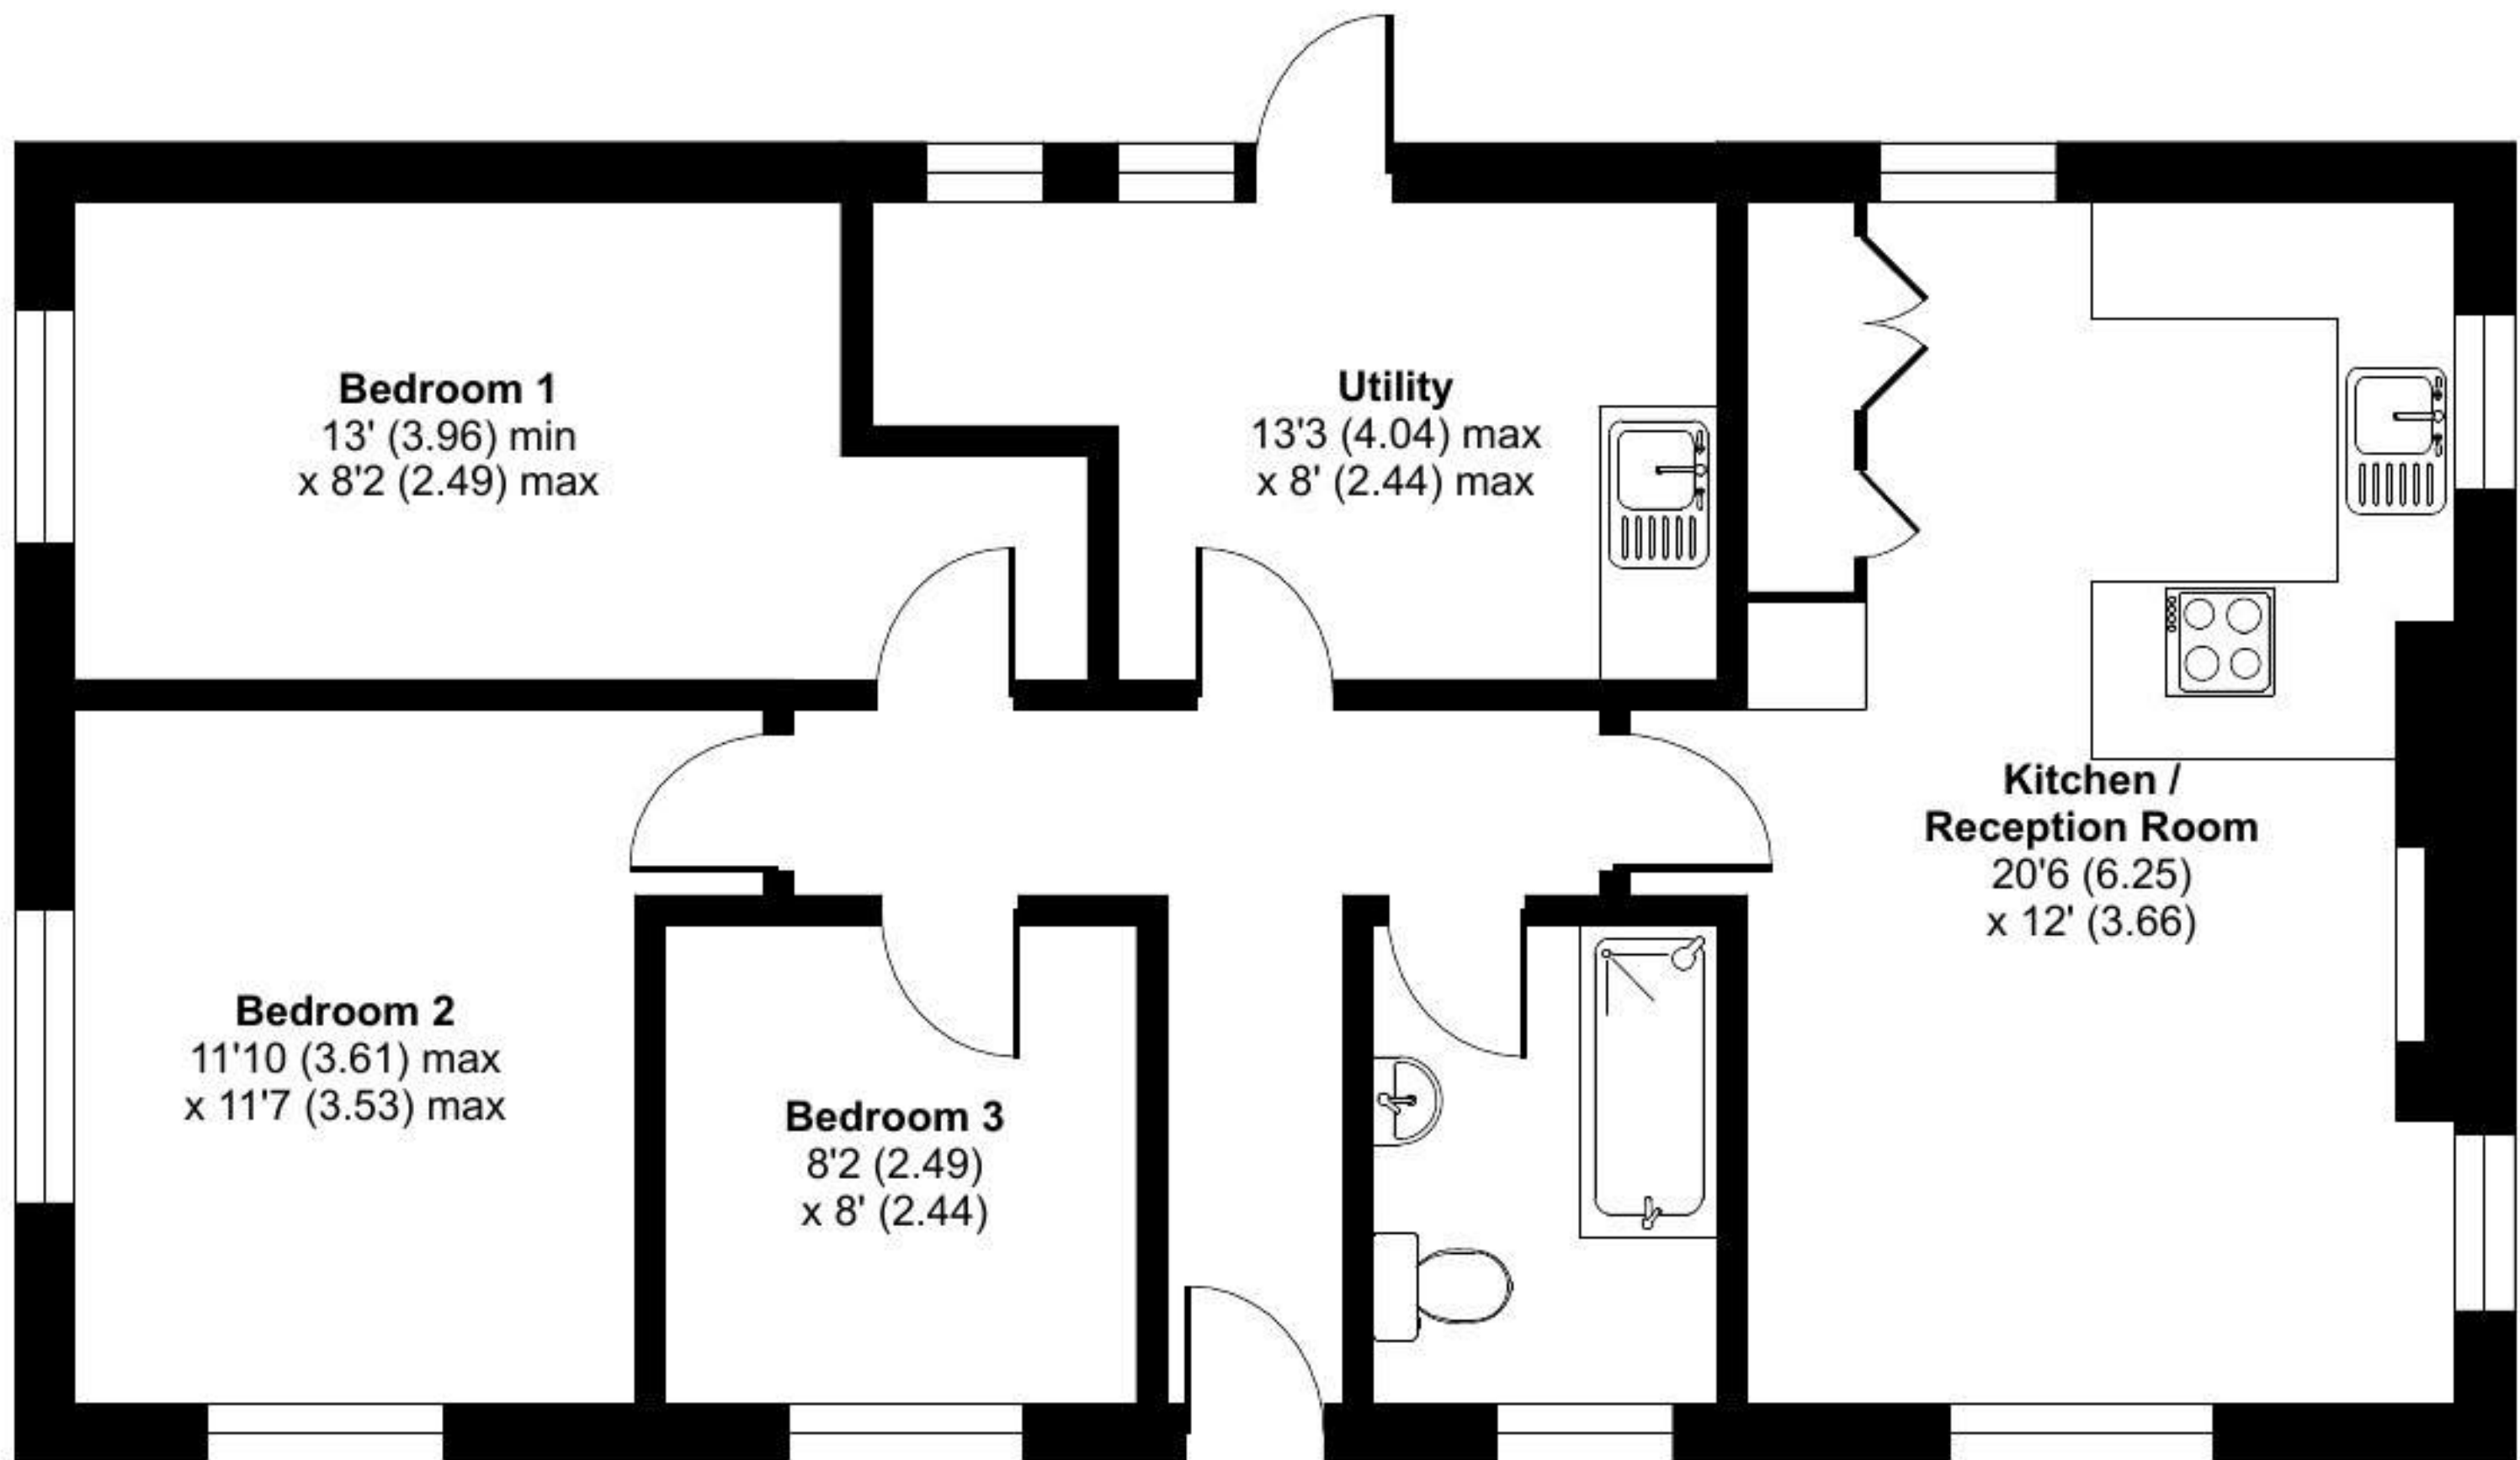 Bedroom 1
13' (3.96) min
x 8'2 (2.49) max
Utility
13'3 (4.04) max
x 8' (2.44) max
Kitchen /
Reception Room
20'6 (6.25)
x 12' (3.66)
Bedroom 2
11'10 (3.61) max
x 11'7 (3.53) max
Bedroom 3
8'2 (2.49)
x 8' (2.44)